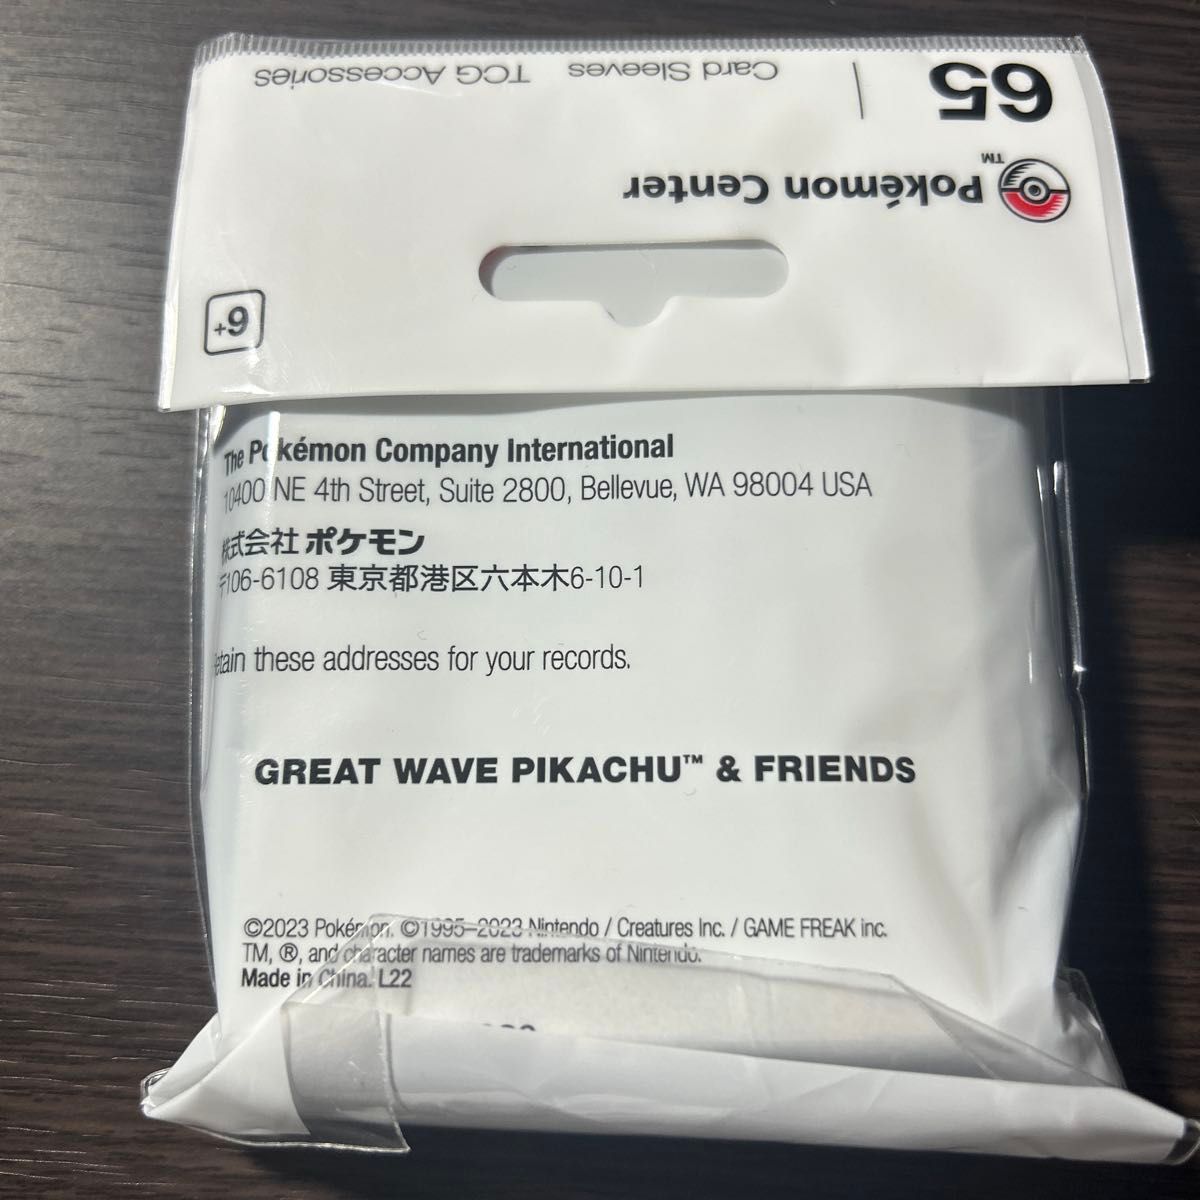 65 | Card Sleeves TCG Accessories
Pokémon Center™
6+
The Pokémon Company International
10400 NE 4th Street, Suite 2800, Bellevue, WA 98004 USA
株式会社 ポケモン
〒106-6108 東京都港区六本木6-10-1
Retain these addresses for your records.
GREAT WAVE PIKACHU™ & FRIENDS
©2023 Pokémon. ©1995–2023 Nintendo / Creatures Inc. / GAME FREAK inc.
TM, ®, and character names are trademarks of Nintendo.
Made in China. L22